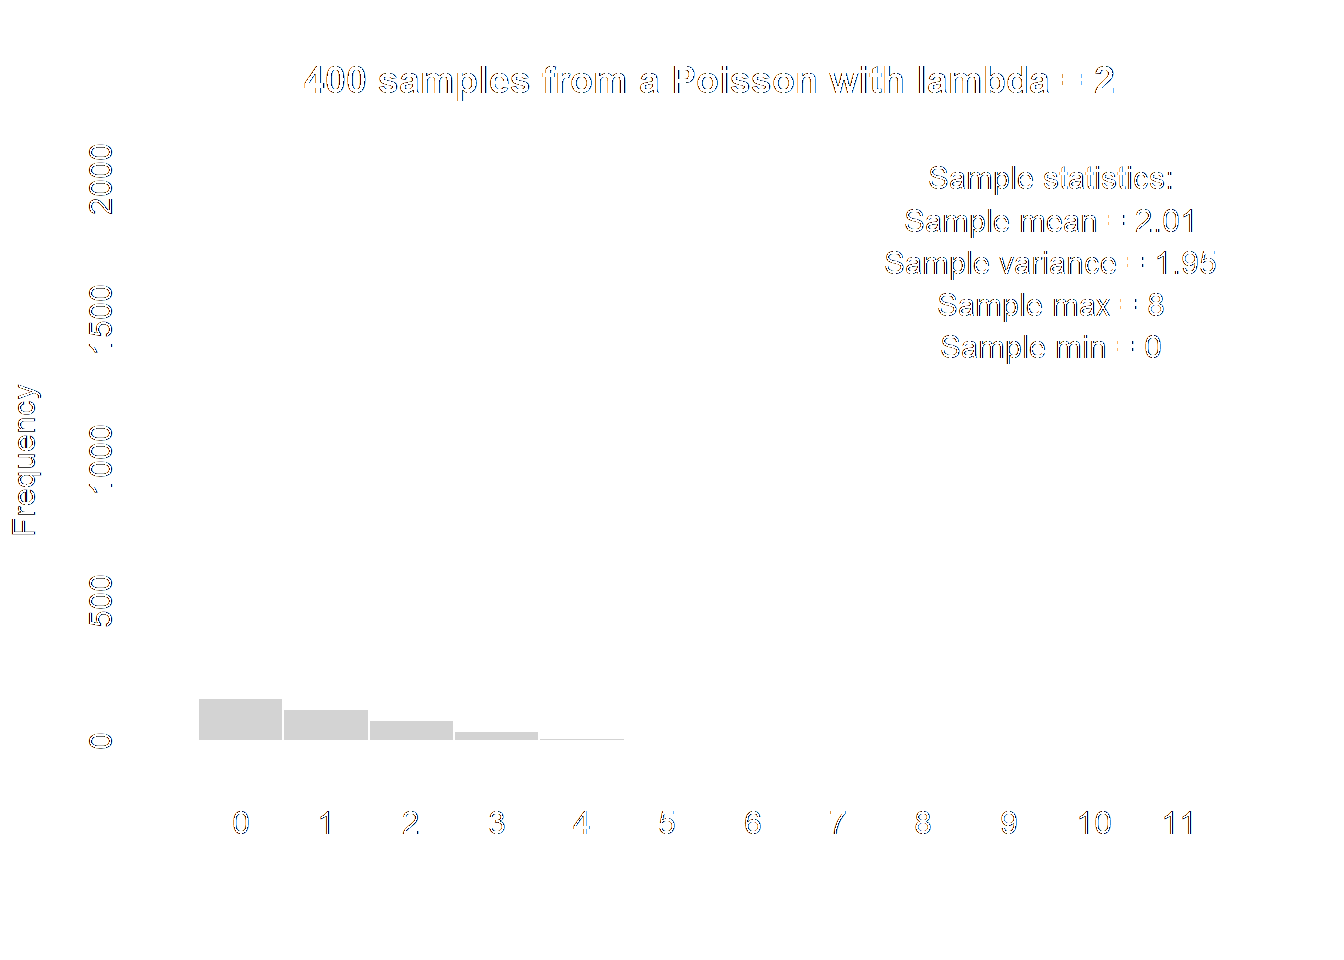 400 samples from a Poisson with lambda = 2
Sample statistics:
Sample mean = 2.01
Sample variance = 1.95
Sample max = 8
Sample min = 0
2000
1500
1000
500
0
Frequency
0 1 2 3 4 5 6 7 8 9 10 11